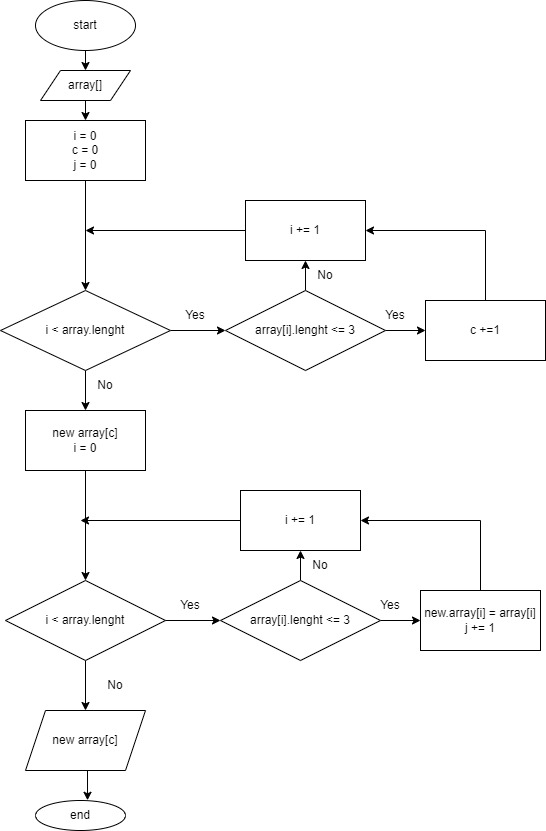 start
array[]
i = 0
c = 0
j = 0
i += 1
No
i < array.lenght
Yes
array[i].lenght <= 3
Yes
c +=1
No
new array[c]
i = 0
i += 1
No
i < array.lenght
Yes
array[i].lenght <= 3
Yes
new.array[i] = array[i]
j += 1
No
new array[c]
end